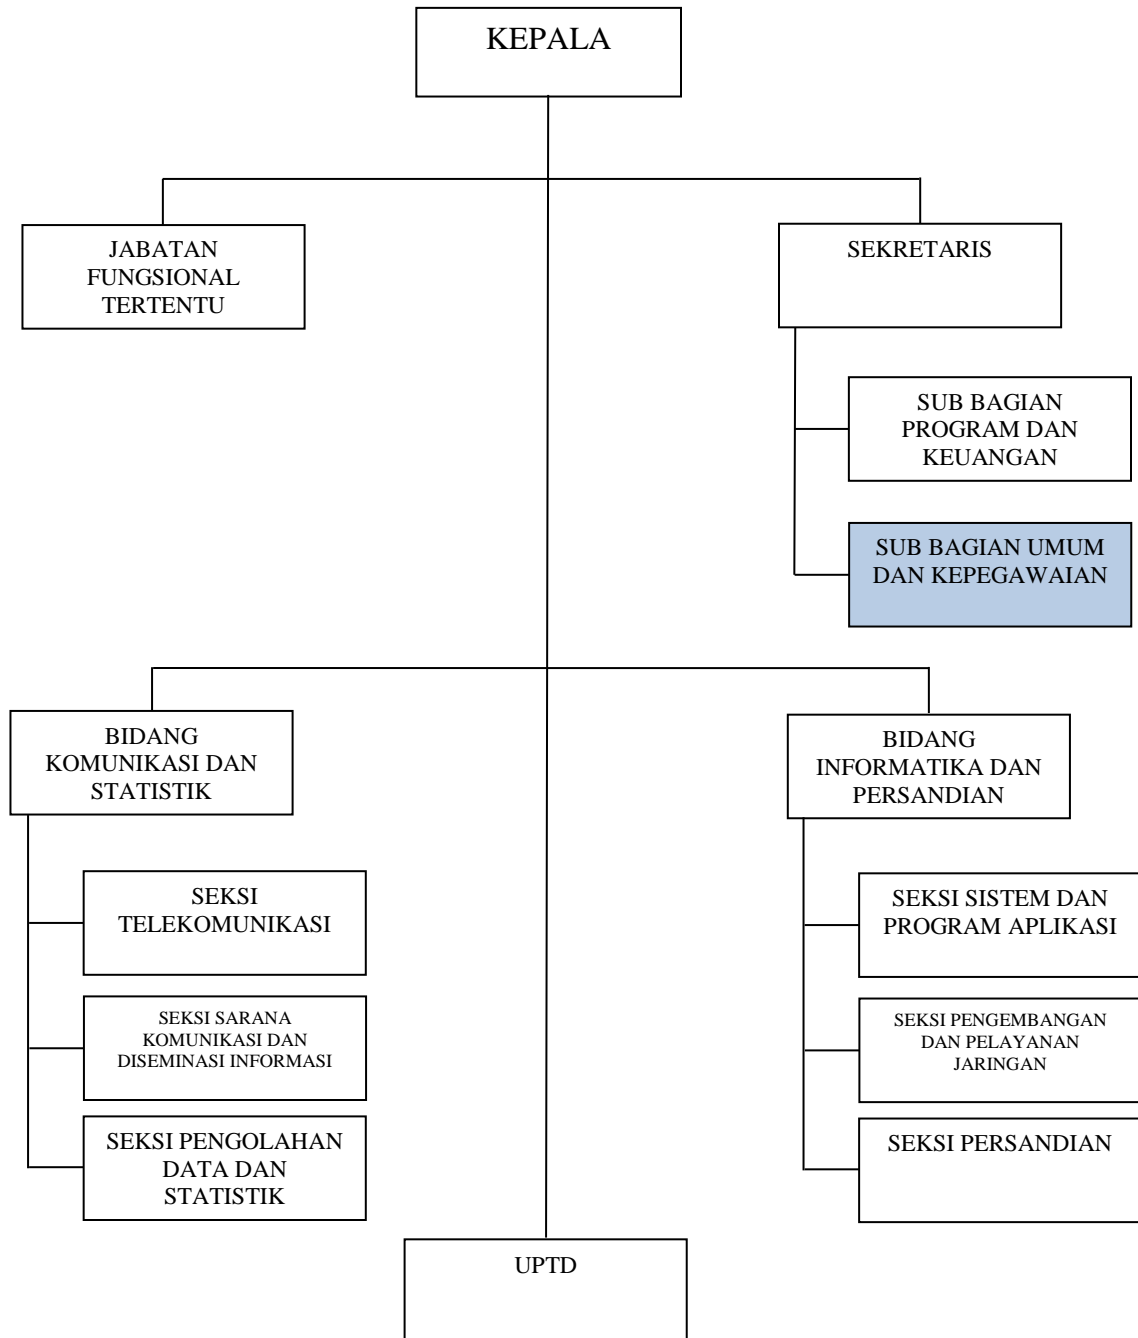 KEPALA
JABATAN
FUNGSIONAL
TERTENTU
SEKRETARIS
SUB BAGIAN
PROGRAM DAN
KEUANGAN
SUB BAGIAN UMUM
DAN KEPEGAWAIAN
BIDANG
KOMUNIKASI DAN
STATISTIK
BIDANG
INFORMATIKA DAN
PERSANDIAN
SEKSI
TELEKOMUNIKASI
SEKSI SISTEM DAN
PROGRAM APLIKASI
SEKSI SARANA
KOMUNIKASI DAN
DISEMINASI INFORMASI
SEKSI PENGEMBANGAN
DAN PELAYANAN
JARINGAN
SEKSI PENGOLAHAN
DATA DAN
STATISTIK
SEKSI PERSANDIAN
UPTD